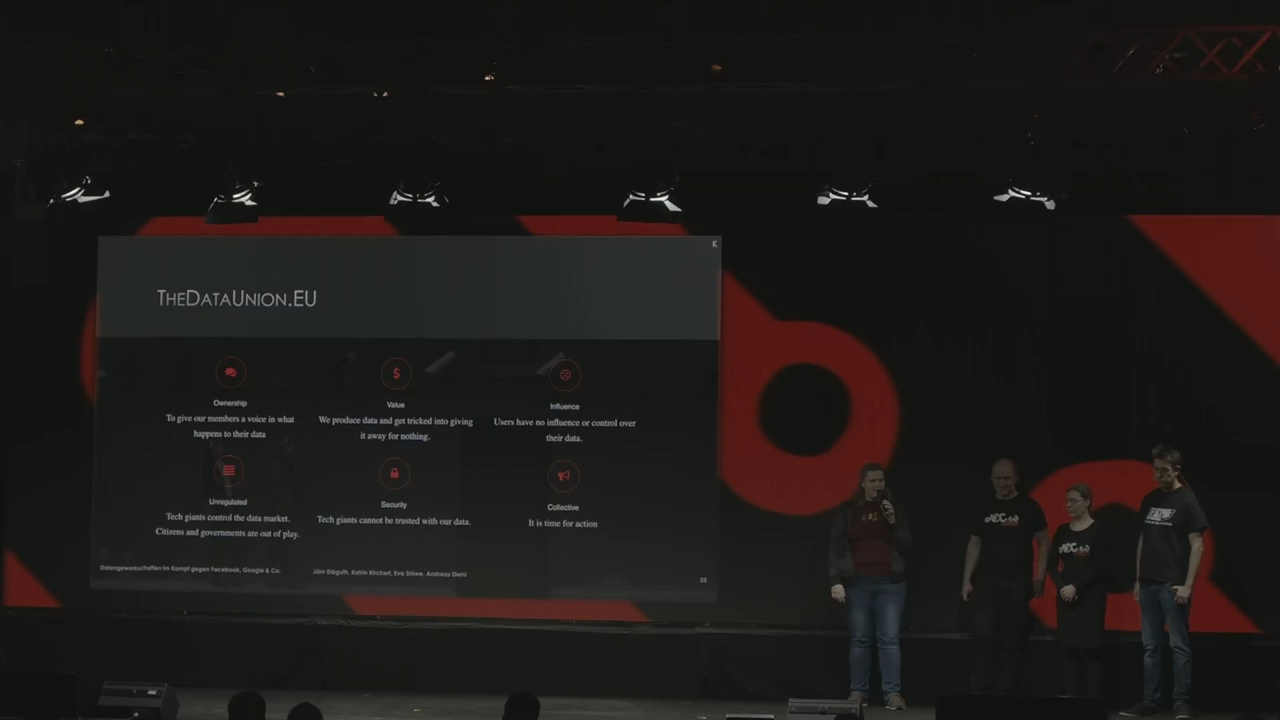 K
THEDATAUNION.EU
$
Ownership
To give our members a voice in what
happens to their data
Value
We produce data and get tricked into giving
it away for nothing.
Influence
Users have no influence or control over
their data.
Unregulated
Tech giants control the data market.
Citizens and governments are out of play.
Security
Tech giants cannot be trusted with our data.
Collective
It is time for action
Datengewerkschaften im Kampf gegen Facebook, Google & Co.
Katrin Kirchert, Eva Stöwe, Andreas Diehl